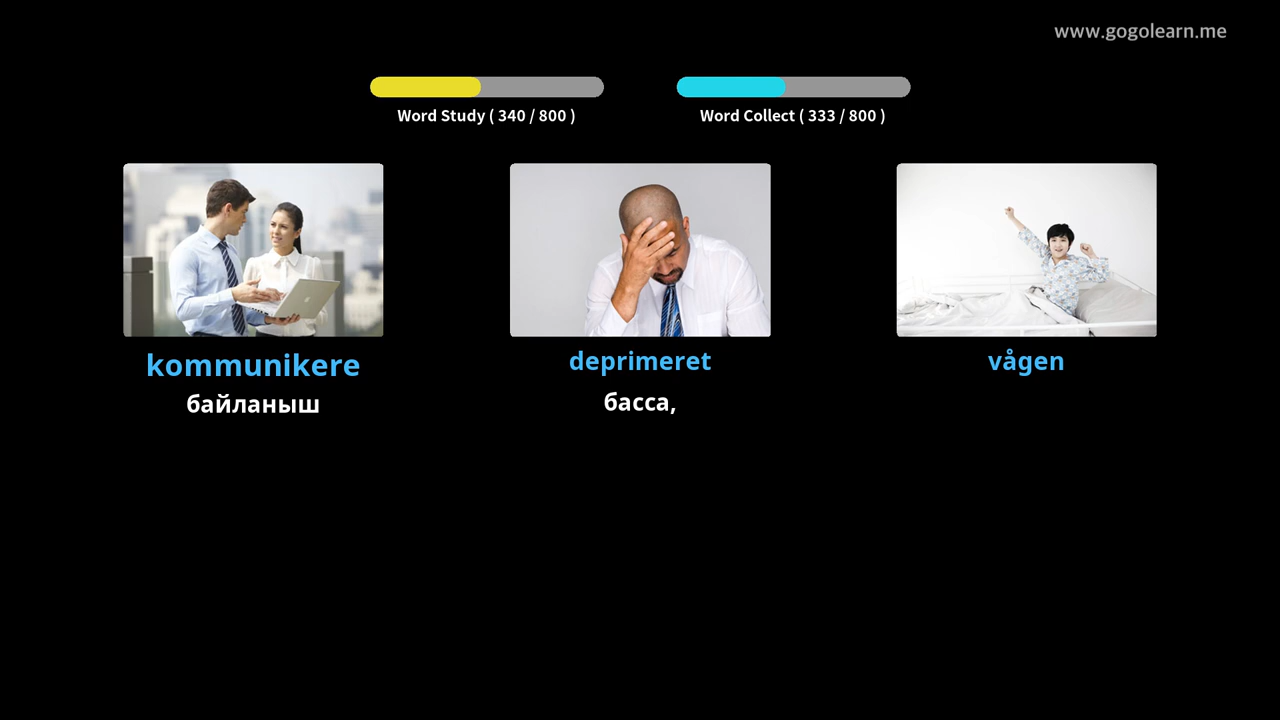 www.gogolearn.me
Word Study ( 340 / 800 )
Word Collect ( 333 / 800 )
kommunikere
байланыш
deprimeret
басса,
vågen